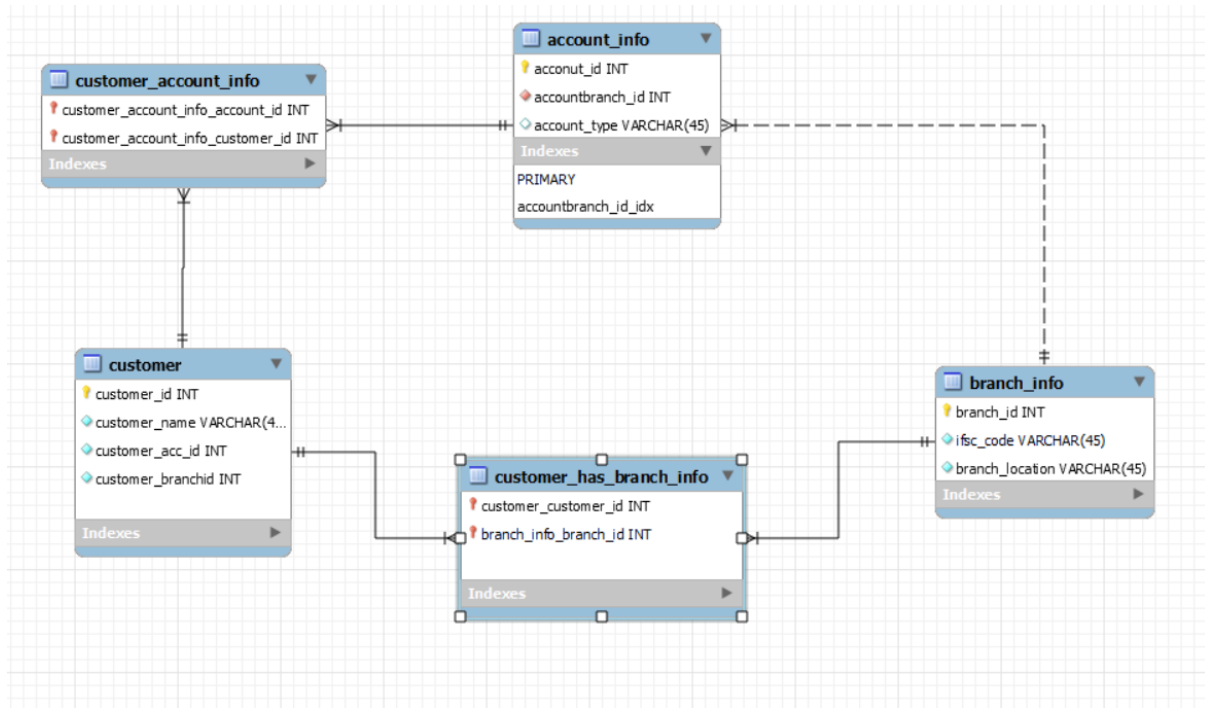 account_info
acconut_id INT
accountbranch_id INT
account_type VARCHAR(45)
Indexes
PRIMARY
accountbranch_id_idx
customer_account_info
customer_account_info_account_id INT
customer_account_info_customer_id INT
Indexes
customer
customer_id INT
customer_name VARCHAR(4...
customer_acc_id INT
customer_branchid INT
Indexes
customer_has_branch_info
customer_customer_id INT
branch_info_branch_id INT
Indexes
branch_info
branch_id INT
ifsc_code VARCHAR(45)
branch_location VARCHAR(45)
Indexes